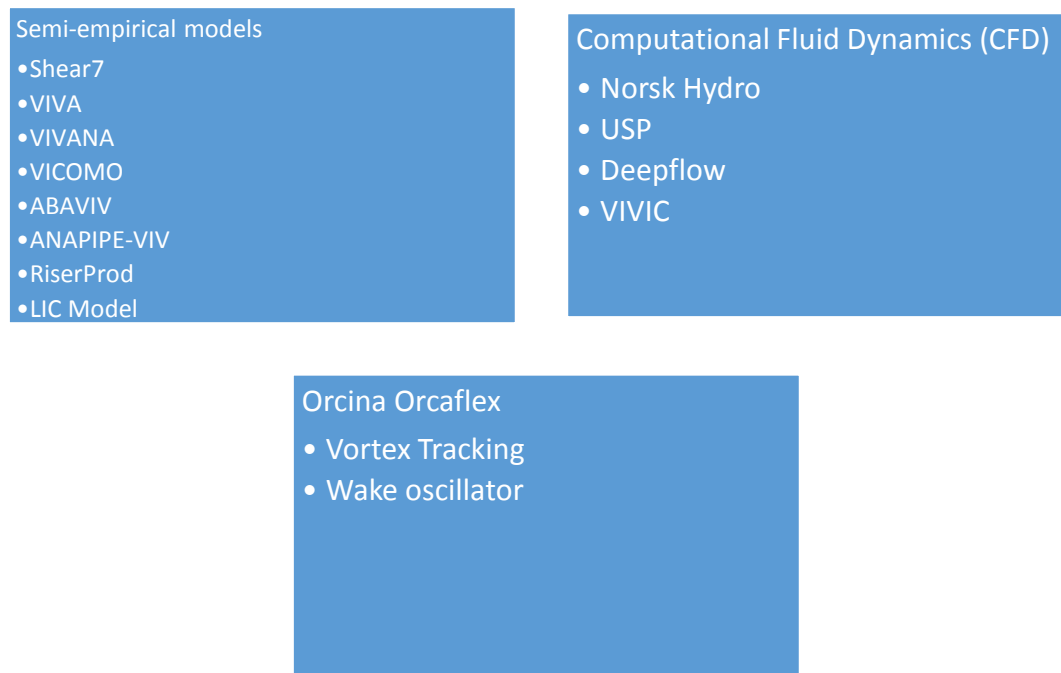 Semi-empirical models
•Shear7
•VIVA
•VIVANA
•VICOMO
•ABAVIV
•ANAPIPE-VIV
•RiserProd
•LIC Model
Computational Fluid Dynamics (CFD)
• Norsk Hydro
• USP
• Deepflow
• VIVIC
Orcina Orcaflex
• Vortex Tracking
• Wake oscillator